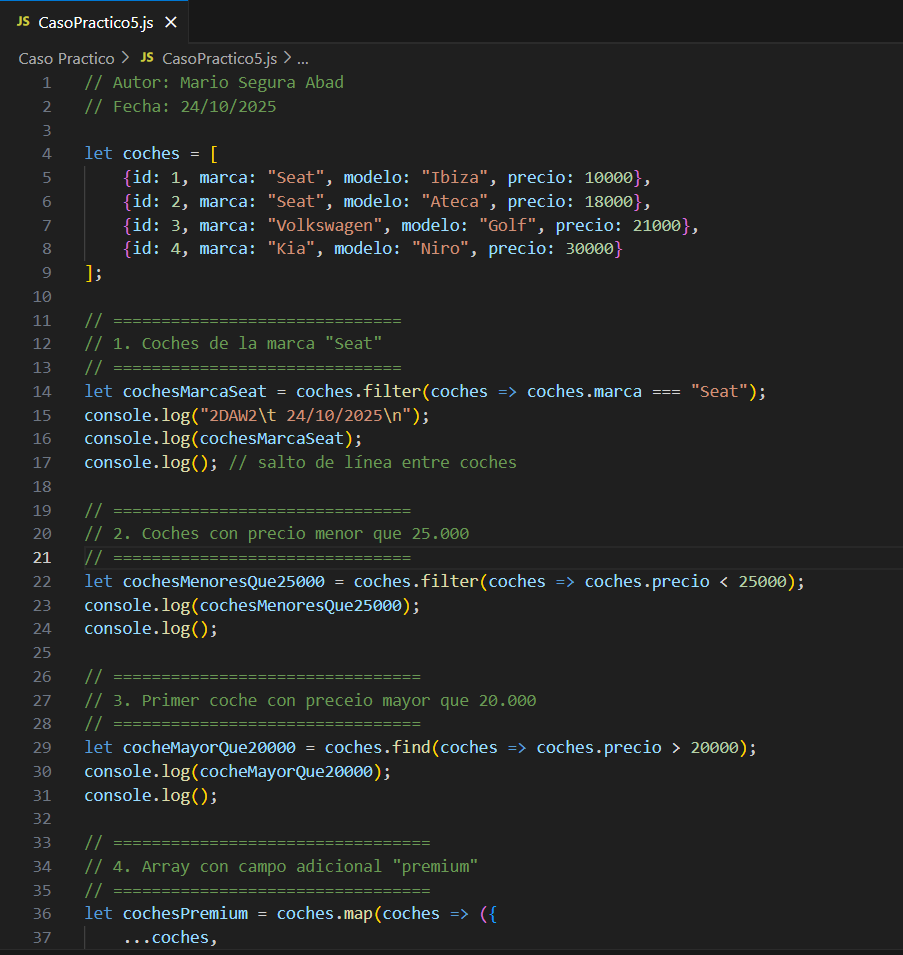 JS CasoPractico5.js ×
Caso Practico > JS CasoPractico5.js > ...
1 // Autor: Mario Segura Abad
2 // Fecha: 24/10/2025
3
4 let coches = [
5 {id: 1, marca: "Seat", modelo: "Ibiza", precio: 10000},
6 {id: 2, marca: "Seat", modelo: "Ateca", precio: 18000},
7 {id: 3, marca: "Volkswagen", modelo: "Golf", precio: 21000},
8 {id: 4, marca: "Kia", modelo: "Niro", precio: 30000}
9 ];
10
11 // ==============================
12 // 1. Coches de la marca "Seat"
13 // ==============================
14 let cochesMarcaSeat = coches.filter(coches => coches.marca === "Seat");
15 console.log("2DAW2\t 24/10/2025\n");
16 console.log(cochesMarcaSeat);
17 console.log(); // salto de línea entre coches
18
19 // ===============================
20 // 2. Coches con precio menor que 25.000
21 // ===============================
22 let cochesMenoresQue25000 = coches.filter(coches => coches.precio < 25000);
23 console.log(cochesMenoresQue25000);
24 console.log();
25
26 // ================================
27 // 3. Primer coche con preceio mayor que 20.000
28 // ================================
29 let cocheMayorQue20000 = coches.find(coches => coches.precio > 20000);
30 console.log(cocheMayorQue20000);
31 console.log();
32
33 // =================================
34 // 4. Array con campo adicional "premium"
35 // =================================
36 let cochesPremium = coches.map(coches => ({
37 ...coches,